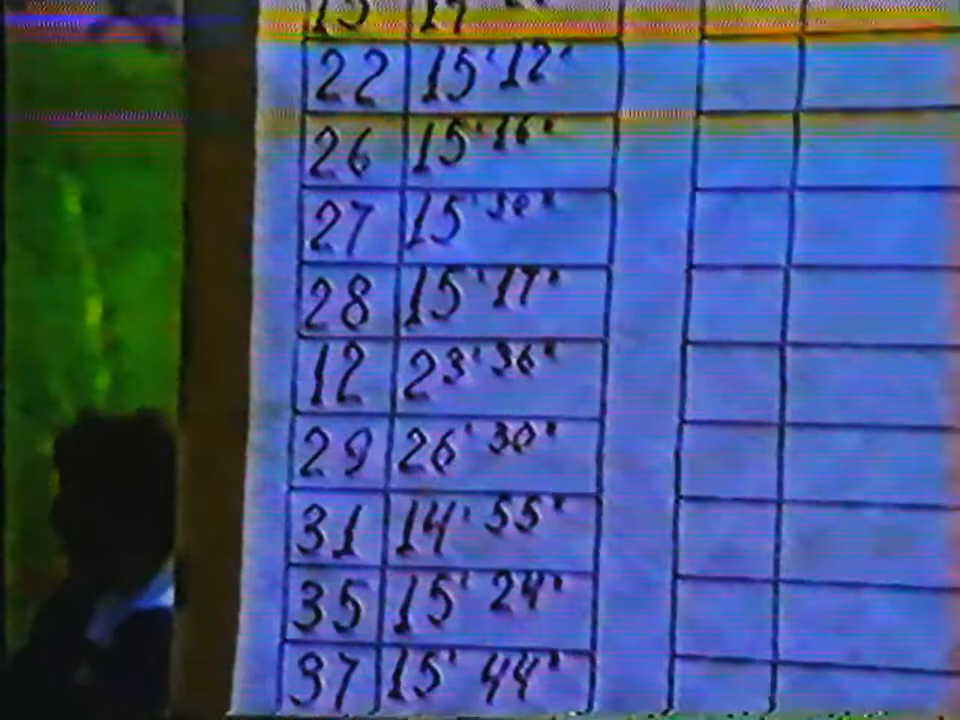 22 15' 12"
26 15' 16"
27 15' 30"
28 15' 17"
12 23' 36"
29 26' 30"
31 14' 55"
35 15' 24"
37 15' 44"